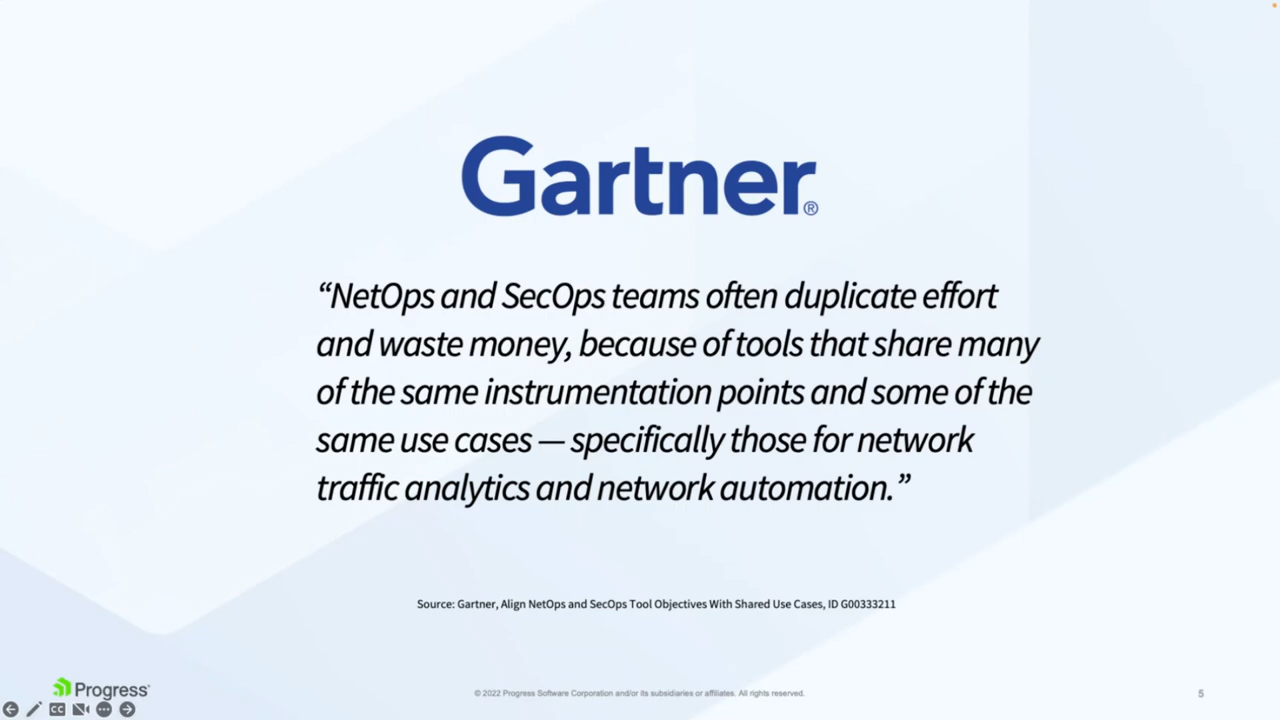 Gartner®
“NetOps and SecOps teams often duplicate effort
and waste money, because of tools that share many
of the same instrumentation points and some of the
same use cases — specifically those for network
traffic analytics and network automation.”
Source: Gartner, Align NetOps and SecOps Tool Objectives With Shared Use Cases, ID G00333211
Progress®
© 2022 Progress Software Corporation and/or its subsidiaries or affiliates. All rights reserved.
5
CC